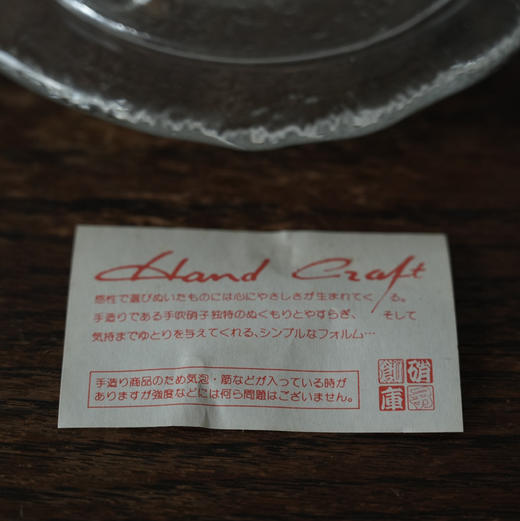 Hand Craft
感性で選びぬいたものには心にやさしさが生まれてくる。
手造りである手吹硝子独特のぬくもりとやすらぎ、そして
気持までゆとりを与えてくれる、シンプルなフォルム…
手造り商品のため気泡・筋などが入っている時が
ありますが強度などには何ら問題はございません。
硝子
創庫